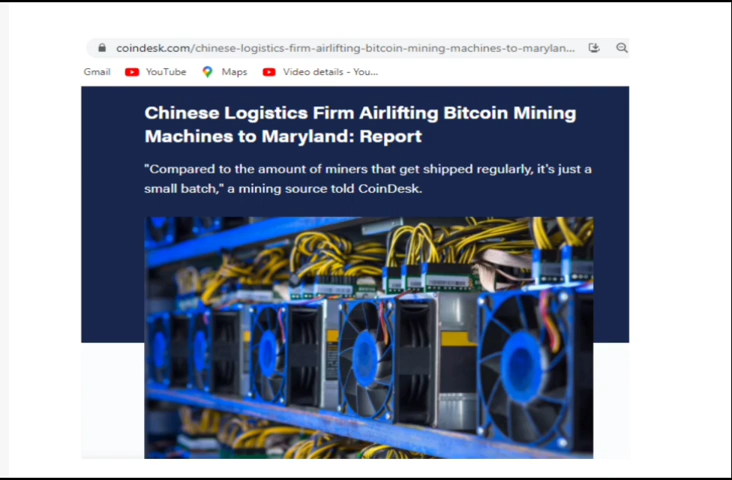 coindesk.com/chinese-logistics-firm-airlifting-bitcoin-mining-machines-to-marylan...
Gmail YouTube Maps Video details - You...
Chinese Logistics Firm Airlifting Bitcoin Mining
Machines to Maryland: Report
"Compared to the amount of miners that get shipped regularly, it's just a
small batch," a mining source told CoinDesk.